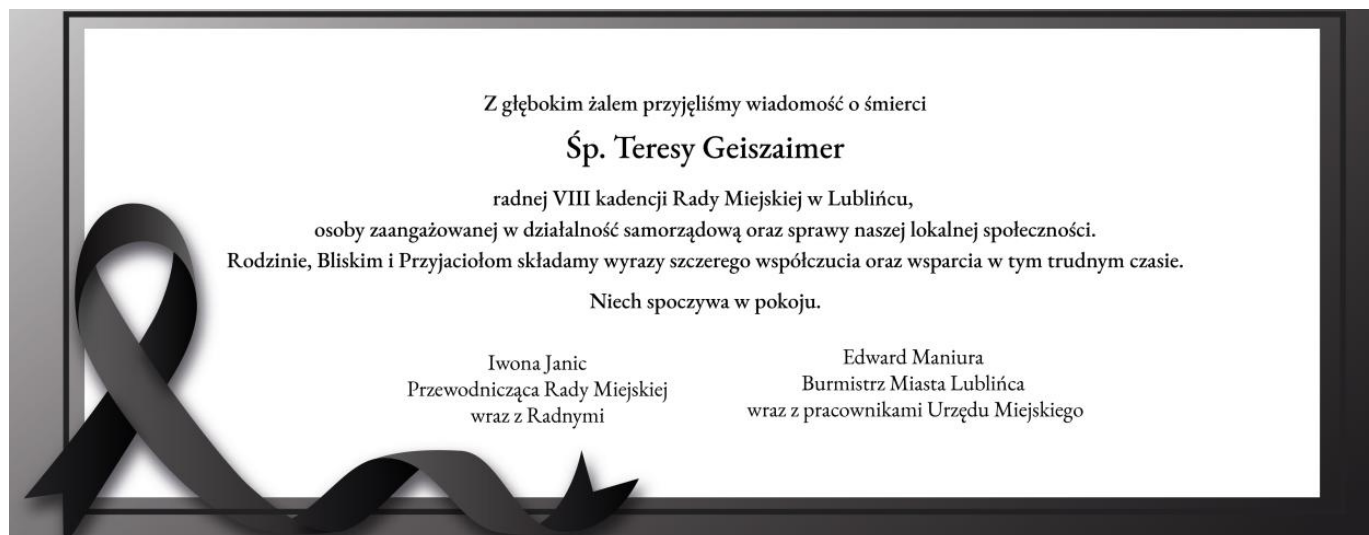 Z głębokim żalem przyjęliśmy wiadomość o śmierci
Śp. Teresy Geiszaimer
radnej VIII kadencji Rady Miejskiej w Lublińcu,
osoby zaangażowanej w działalność samorządową oraz sprawy naszej lokalnej społeczności.
Rodzinie, Bliskim i Przyjaciołom składamy wyrazy szczerego współczucia oraz wsparcia w tym trudnym czasie.
Niech spoczywa w pokoju.
Iwona Janic
Przewodnicząca Rady Miejskiej
wraz z Radnymi
Edward Maniura
Burmistrz Miasta Lublińca
wraz z pracownikami Urzędu Miejskiego